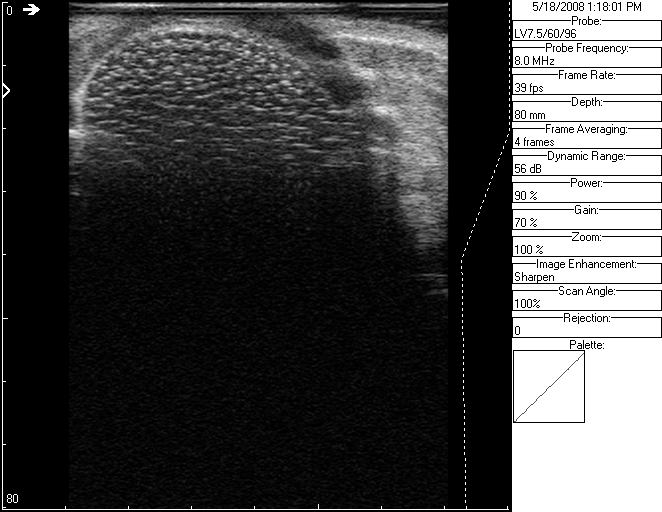 0
80
5/18/2008 1:18:01 PM
Probe:
LV7.5/60/96
Probe Frequency:
8.0 MHz
Frame Rate:
39 fps
Depth:
80 mm
Frame Averaging:
4 frames
Dynamic Range:
56 dB
Power:
90 %
Gain:
70 %
Zoom:
100 %
Image Enhancement:
Sharpen
Scan Angle:
100%
Rejection:
0
Palette: